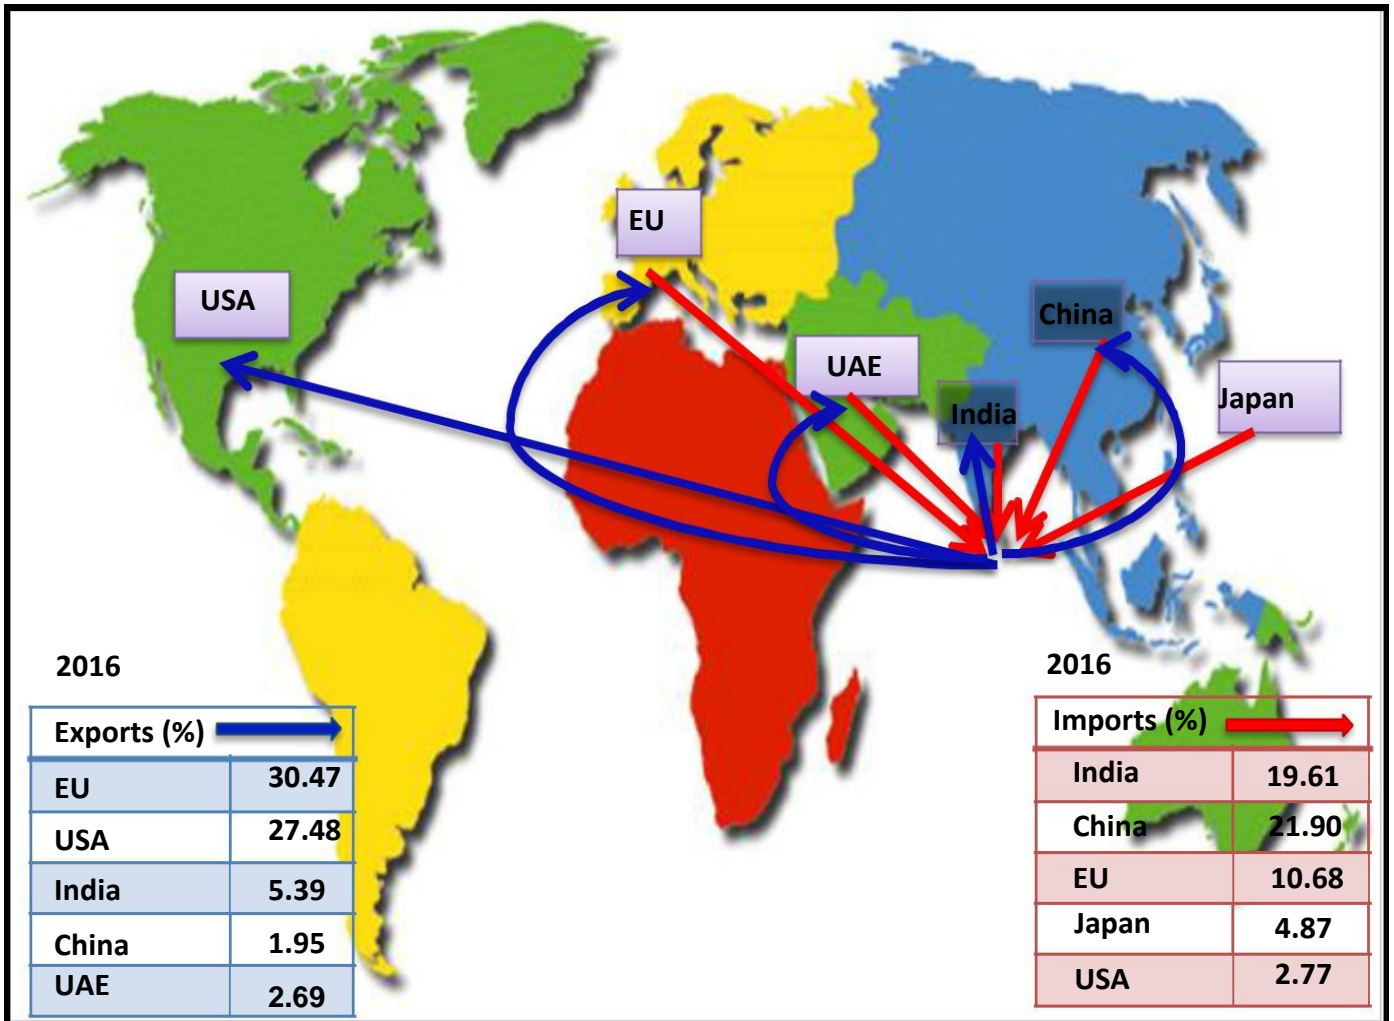 EU
USA
China
UAE
Japan
India
2016
Exports (%)
EU 30.47
USA 27.48
India 5.39
China 1.95
UAE 2.69
2016
Imports (%)
India 19.61
China 21.90
EU 10.68
Japan 4.87
USA 2.77